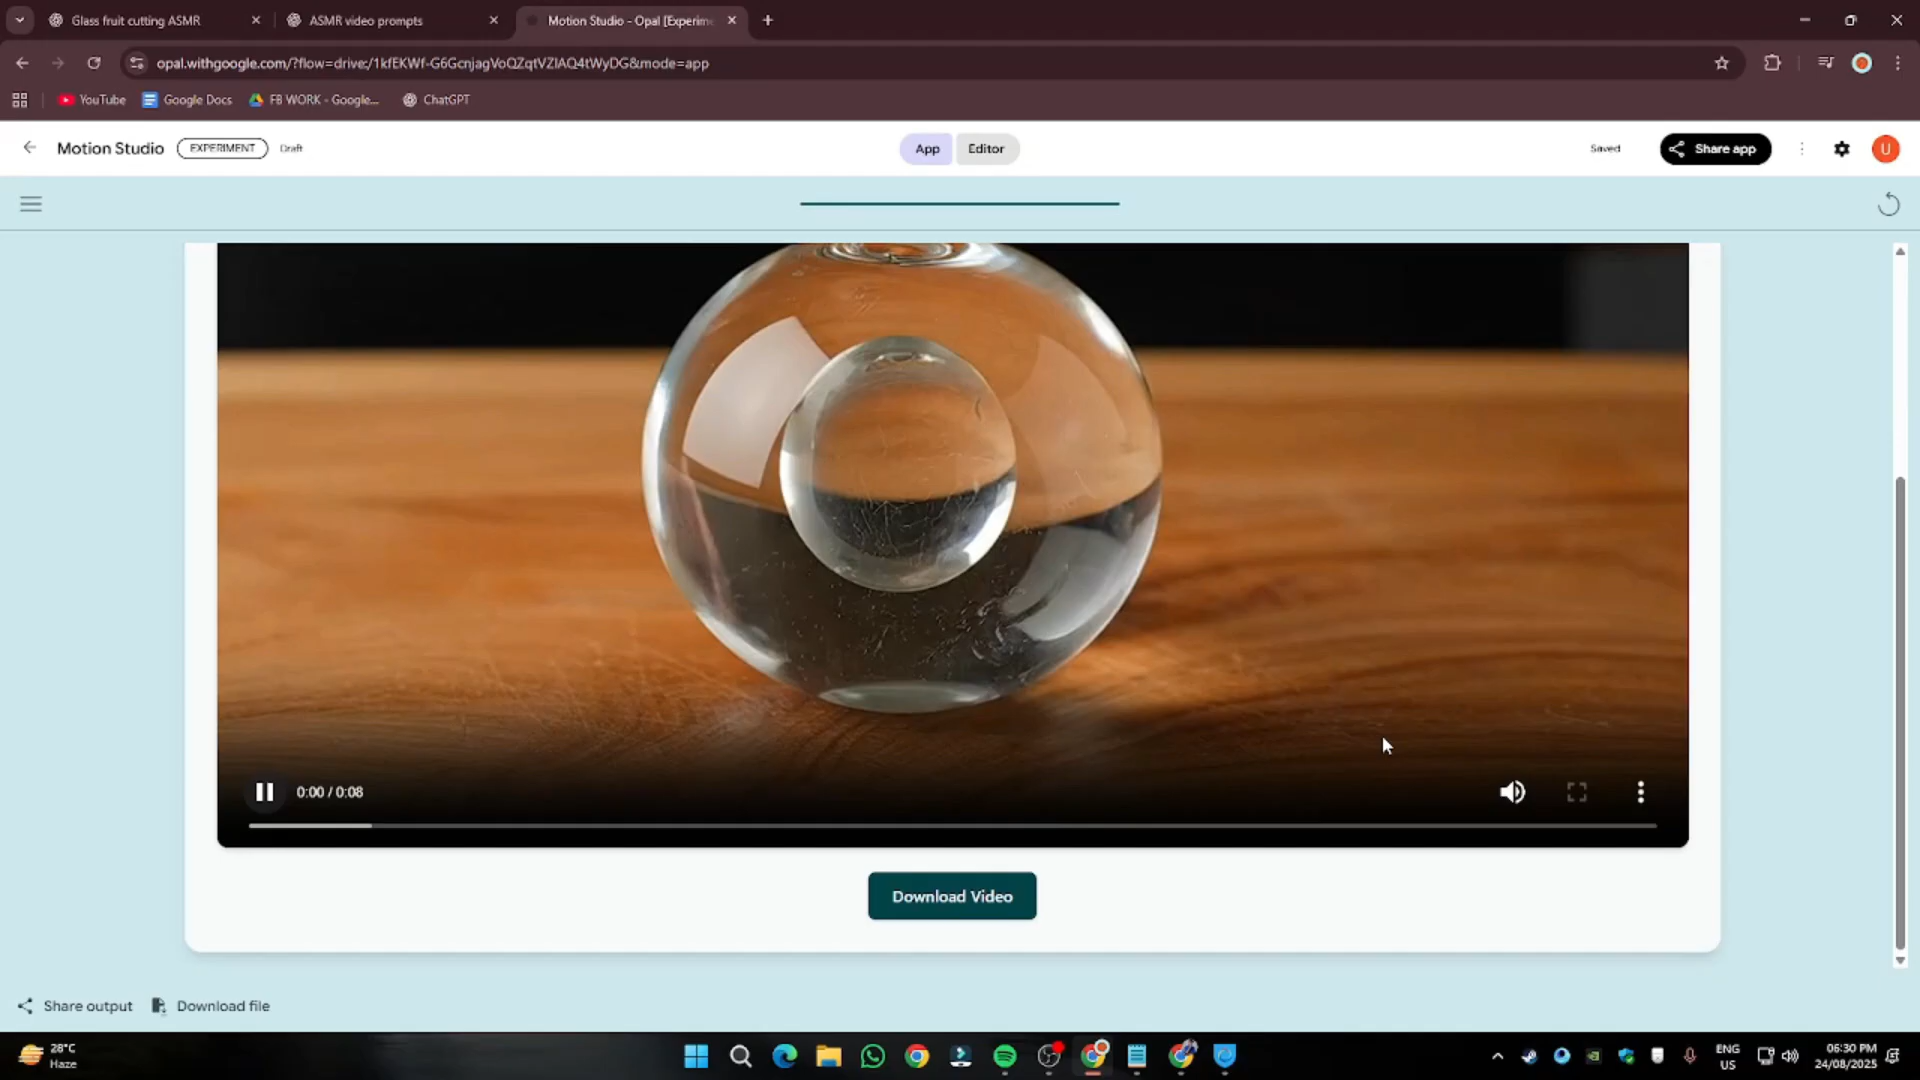 Glass fruit cutting ASMR
ASMR video prompts
Motion Studio - Opal [Experim
opal.withgoogle.com/?flow=drive:/1kfEKWf-G6GcnjagVoQZqtVZIAQ4tWyDG&mode=app
YouTube
Google Docs
FB WORK - Google...
ChatGPT
Motion Studio
EXPERIMENT
Draft
App
Editor
Saved
Share app
U
0:00 / 0:08
Download Video
Share output
Download file
28°C
Haze
ENG
US
06:30 PM
24/08/2025